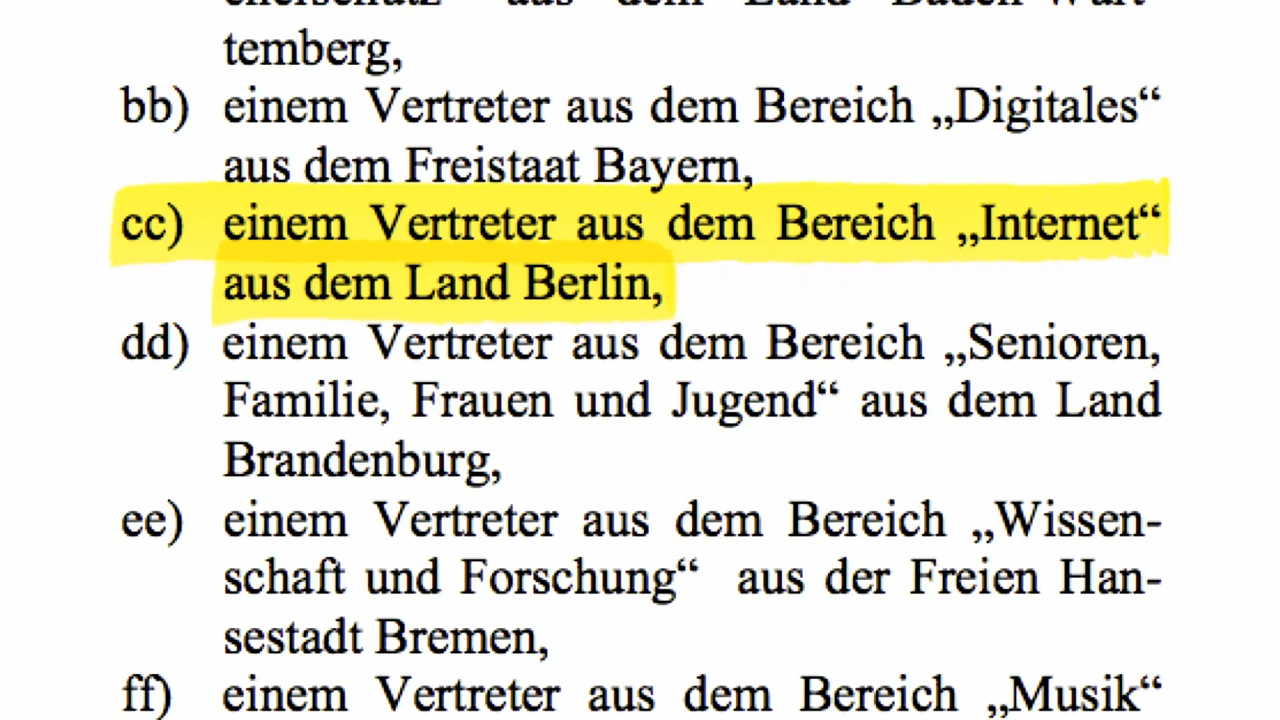 temberg,
bb) einem Vertreter aus dem Bereich „Digitales“
aus dem Freistaat Bayern,
cc) einem Vertreter aus dem Bereich „Internet“
aus dem Land Berlin,
dd) einem Vertreter aus dem Bereich „Senioren,
Familie, Frauen und Jugend“ aus dem Land
Brandenburg,
ee) einem Vertreter aus dem Bereich „Wissen-
schaft und Forschung“ aus der Freien Han-
sestadt Bremen,
ff) einem Vertreter aus dem Bereich „Musik“